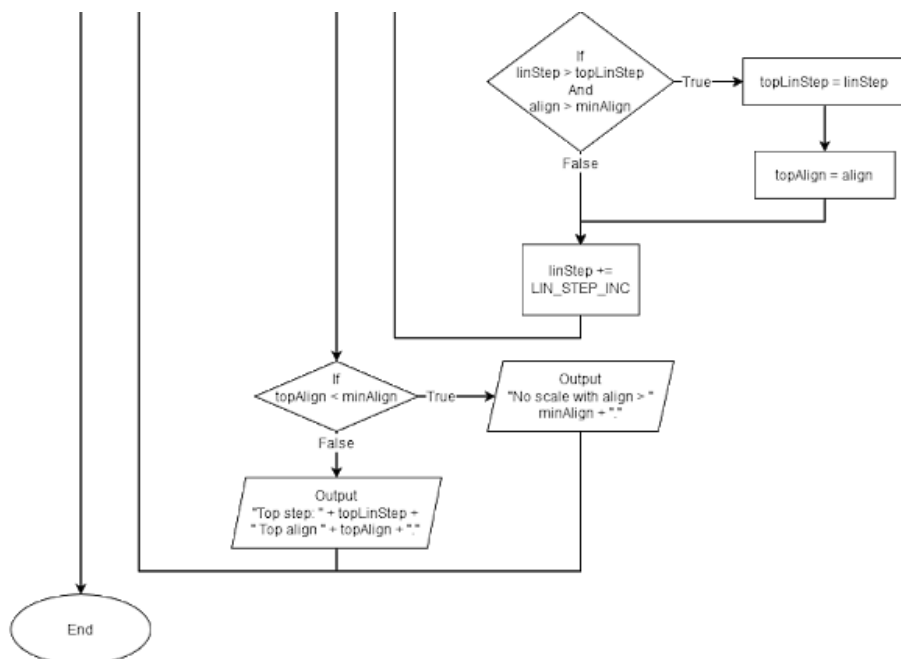 If
linStep > topLinStep
And
align > minAlign
True
topLinStep = linStep
topAlign = align
False
linStep +=
LIN_STEP_INC
If
topAlign < minAlign
True
Output
"No scale with align > "
minAlign + "."
False
Output
"Top step: " + topLinStep +
" Top align " + topAlign + "."
End